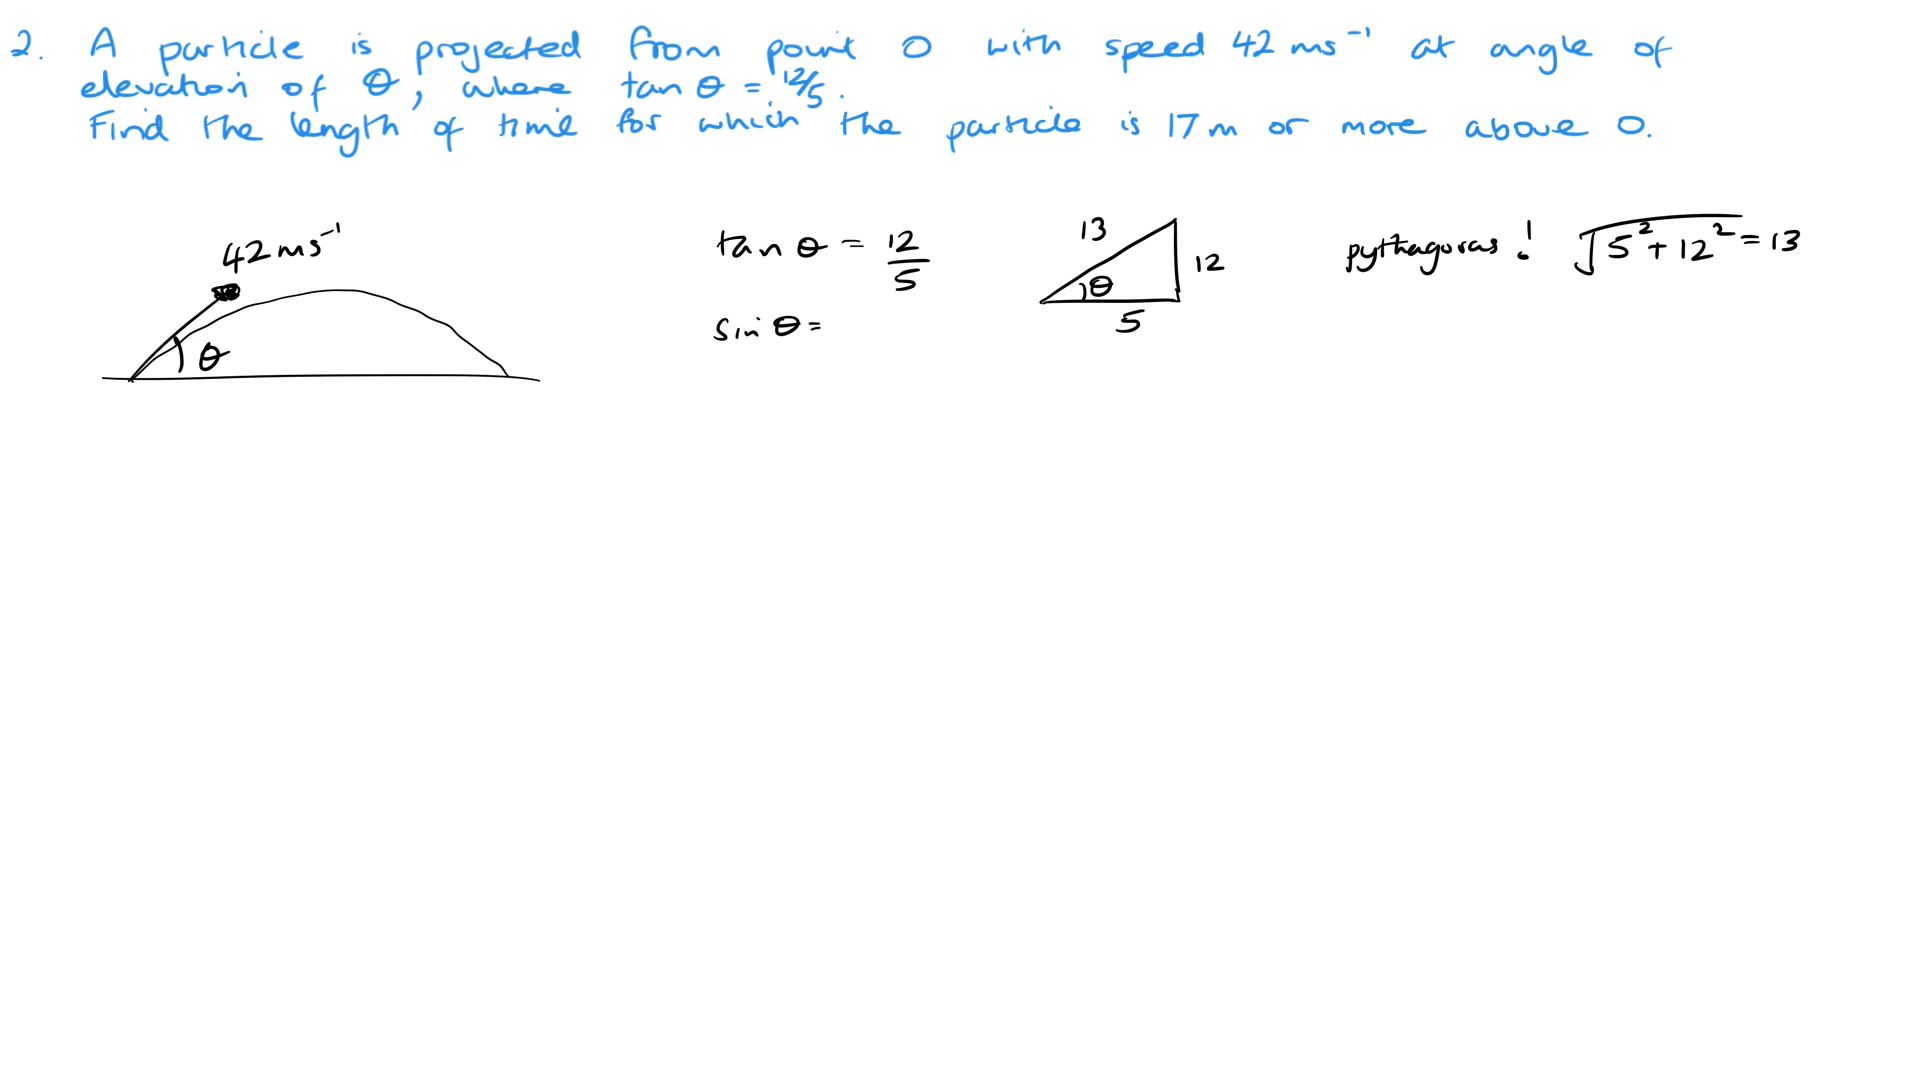 2. A particle is projected from point O with speed 42 ms⁻¹ at angle of
elevation of θ, where tan θ = 12/5.
Find the length of time for which the particle is 17 m or more above O.
42 ms⁻¹
θ
tan θ = 12/5
sin θ =
13
12
θ
5
pythagoras! √(5² + 12²) = 13